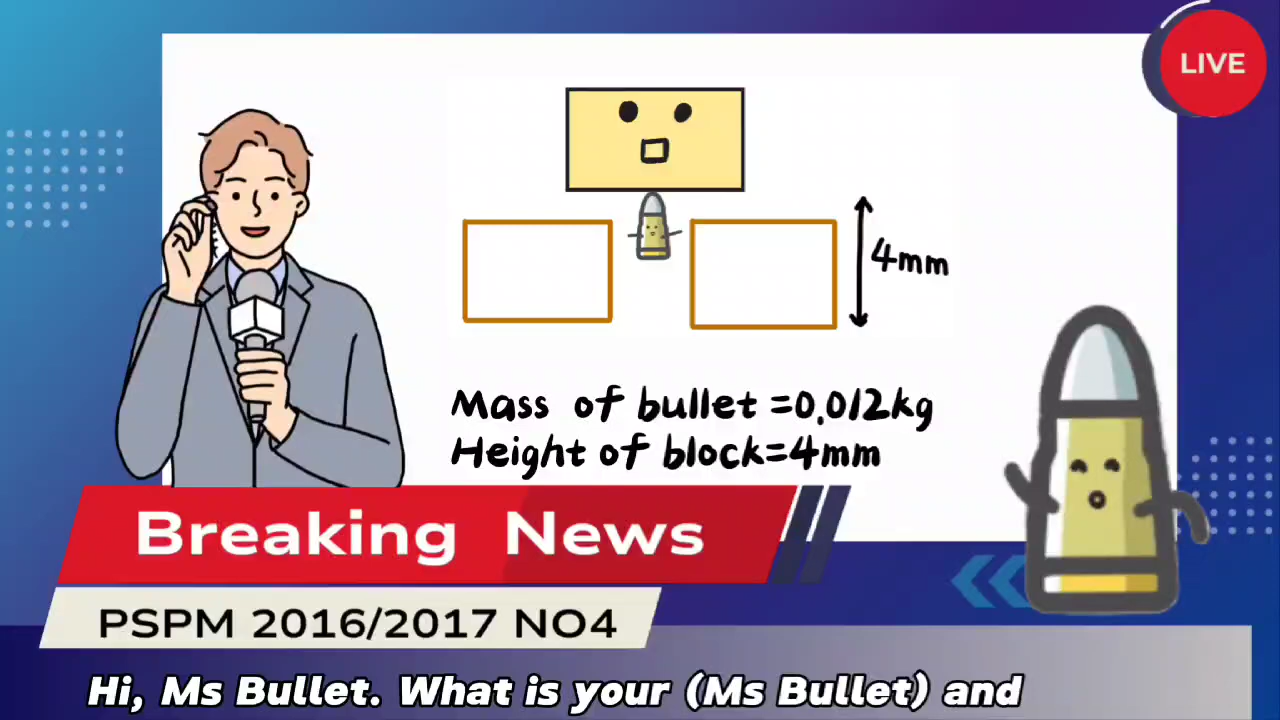 LIVE
4mm
Mass of bullet =0.012kg
Height of block=4mm
Breaking News
PSPM 2016/2017 NO4
Hi, Ms Bullet. What is your (Ms Bullet) and